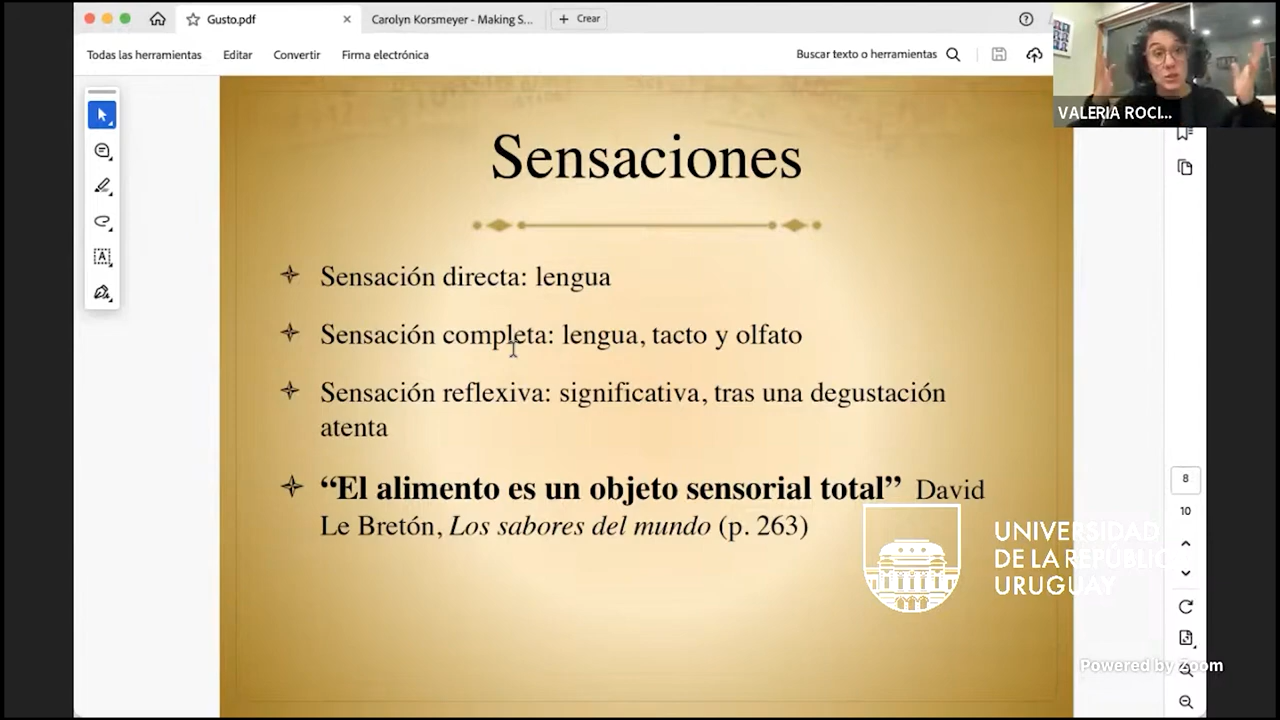 Gusto.pdf
Carolyn Korsmeyer - Making S...
Crear
Todas las herramientas
Editar
Convertir
Firma electrónica
Buscar texto o herramientas
VALERIA ROCI...
Sensaciones
Sensación directa: lengua
Sensación completa: lengua, tacto y olfato
Sensación reflexiva: significativa, tras una degustación
atenta
“El alimento es un objeto sensorial total” David
Le Bretón, Los sabores del mundo (p. 263)
8
10
UNIVERSIDAD
DE LA REPÚBLICA
URUGUAY
Powered by Zoom